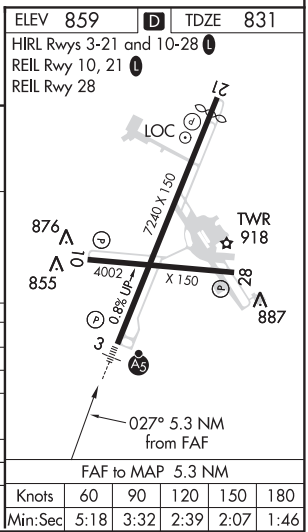 ELEV 859 D TDZE 831
HIRL Rwys 3-21 and 10-28 L
REIL Rwy 10, 21 L
REIL Rwy 28
21
P
LOC
7240 X 150
TWR
918
876
P
10
855
4002 X 150
28
P
887
0.8% UP
P
3
A5
027° 5.3 NM
from FAF
FAF to MAP 5.3 NM
Knots 60 90 120 150 180
Min:Sec 5:18 3:32 2:39 2:07 1:46